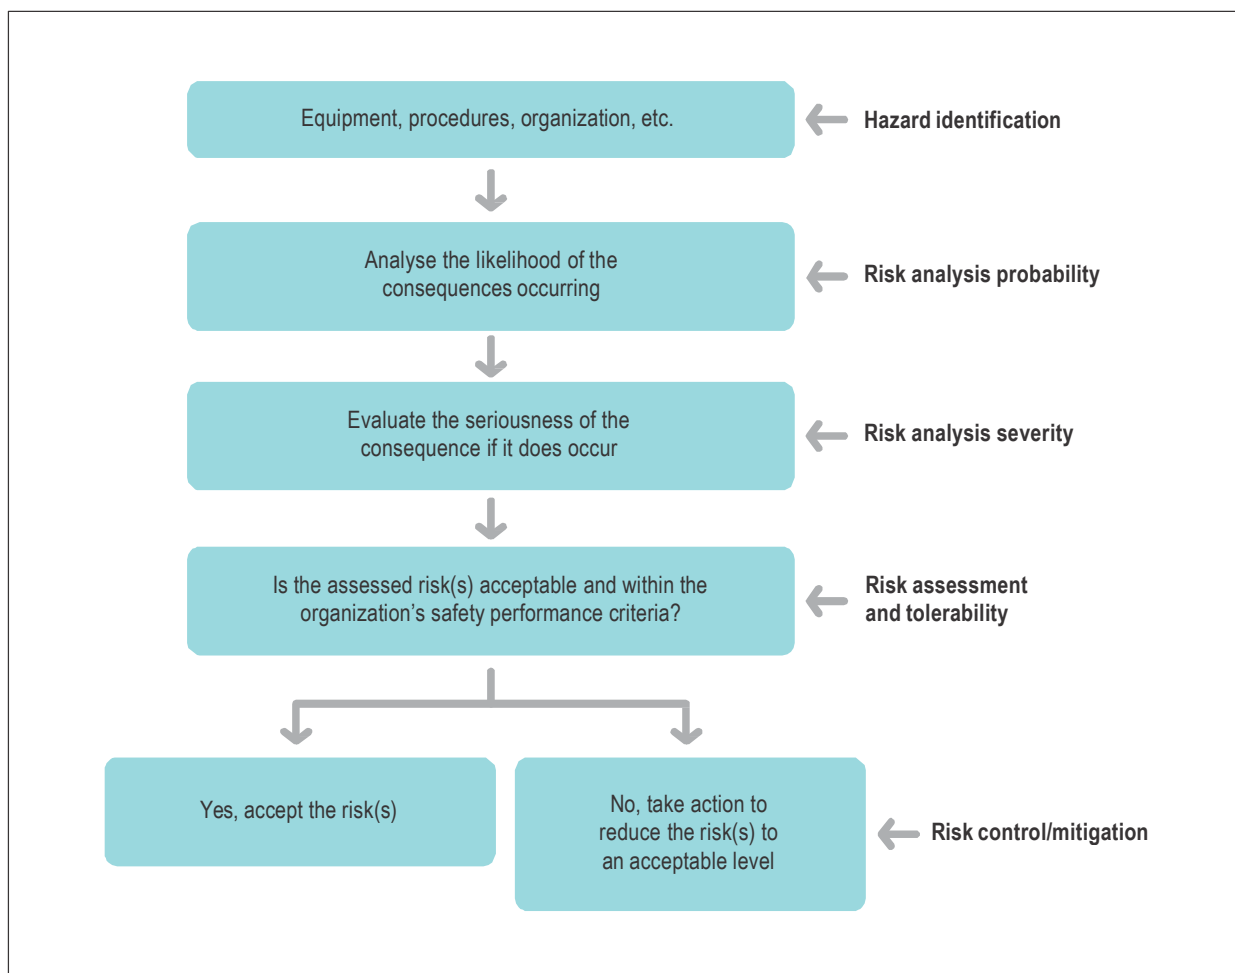 Equipment, procedures, organization, etc.
Hazard identification
Analyse the likelihood of the
consequences occurring
Risk analysis probability
Evaluate the seriousness of the
consequence if it does occur
Risk analysis severity
Is the assessed risk(s) acceptable and within the
organization’s safety performance criteria?
Risk assessment
and tolerability
Yes, accept the risk(s)
No, take action to
reduce the risk(s) to
an acceptable level
Risk control/mitigation